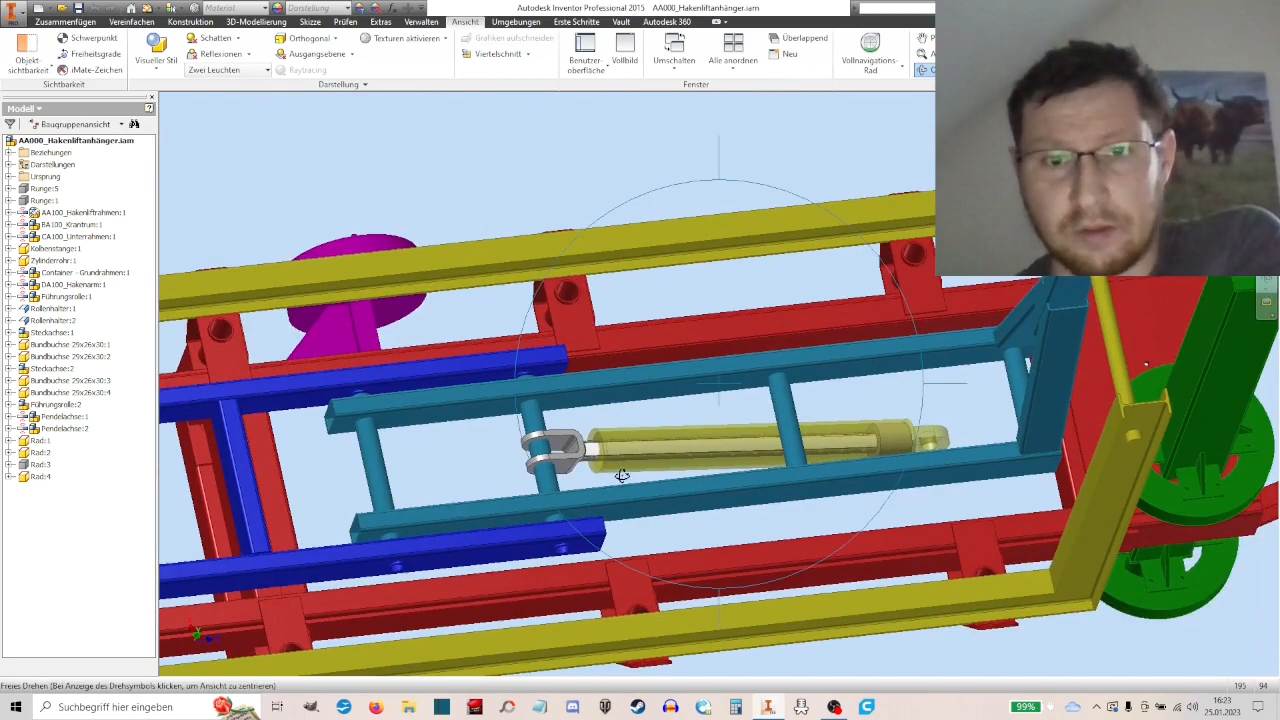 Material
Darstellung
Autodesk Inventor Professional 2015 AA000_Hakenliftanhänger.iam
Zusammenfügen Konstruktion 3D-Modellierung Skizze Prüfen Extras Verwalten Ansicht Umgebungen Erste Schritte Vault Autodesk 360
Objekt-
sichtbarkeit
Schwerpunkt
Freiheitsgrade
iMate-Zeichen
Sichtbarkeit
Visueller Stil
Schatten
Reflexionen
Zwei Leuchten
Orthogonal
Ausgangsebene
Raytracing
Texturen aktivieren
Darstellung
Grafiken aufschneiden
Viertelschnitt
Benutzer-
oberfläche
Vollbild
Umschalten
Alle anordnen
Überlappend
Neu
Fenster
Vollnavigations-
Rad
Modell
Baugruppenansicht
AA000_Hakenliftanhänger.iam
Beziehungen
Darstellungen
Ursprung
Runge:5
Runge:1
AA100_Hakenliftrahmen:1
BA100_Krantrum:1
CA100_Unterrahmen:1
Kolbenstange:1
Zylinderrohr:1
Container - Grundrahmen:1
DA100_Hakenarm:1
Führungsrolle:1
Rollenhalter:1
Rollenhalter:2
Steckachse:1
Bundbuchse 29x26x30:1
Bundbuchse 29x26x30:2
Steckachse:2
Bundbuchse 29x26x30:3
Bundbuchse 29x26x30:4
Führungsrolle:2
Pendelachse:1
Pendelachse:2
Rad:1
Rad:2
Rad:3
Rad:4
Freies Drehen (Bei Anzeige des Drehsymbols klicken, um Ansicht zu zentrieren)
195 94
Suchbegriff hier eingeben
99%
16:23
25.01.2023